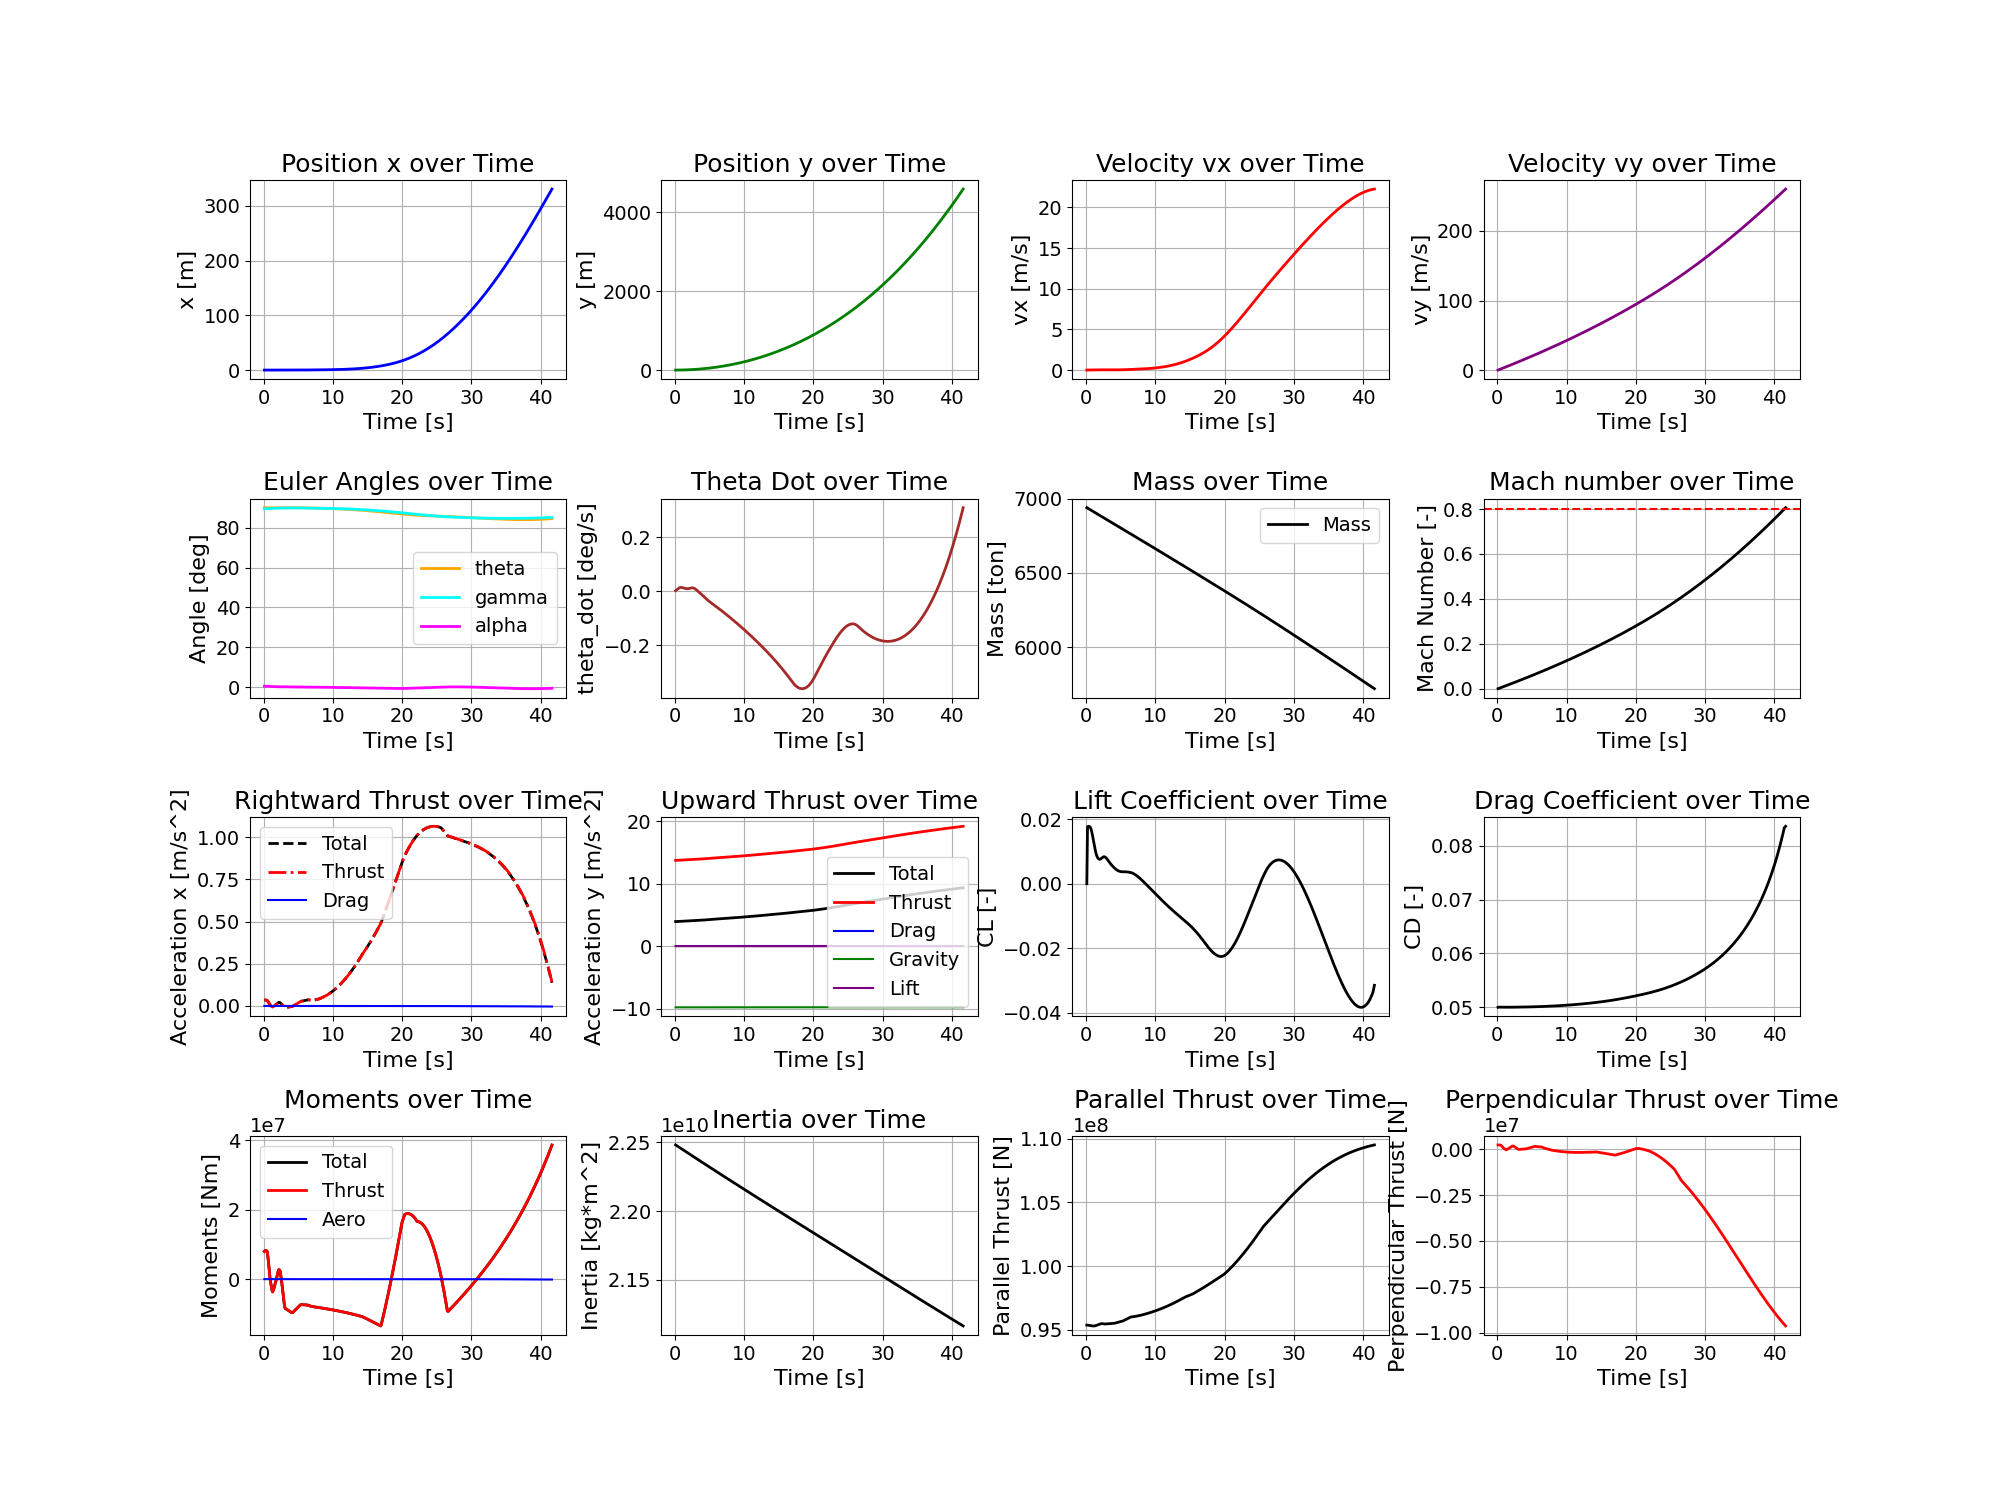 Position x over Time
x [m]
300
200
100
0
0 10 20 30 40
Time [s]
Position y over Time
y [m]
4000
2000
0
0 10 20 30 40
Time [s]
Velocity vx over Time
vx [m/s]
20
15
10
5
0
0 10 20 30 40
Time [s]
Velocity vy over Time
vy [m/s]
200
100
0
0 10 20 30 40
Time [s]
Euler Angles over Time
Angle [deg]
80
60
40
20
0
theta
gamma
alpha
0 10 20 30 40
Time [s]
Theta Dot over Time
theta_dot [deg/s]
0.2
0.0
−0.2
0 10 20 30 40
Time [s]
Mass over Time
Mass [ton]
7000
6500
6000
Mass
0 10 20 30 40
Time [s]
Mach number over Time
Mach Number [-]
0.8
0.6
0.4
0.2
0.0
0 10 20 30 40
Time [s]
Rightward Thrust over Time
Acceleration x [m/s^2]
1.00
0.75
0.50
0.25
0.00
Total
Thrust
Drag
0 10 20 30 40
Time [s]
Upward Thrust over Time
Acceleration y [m/s^2]
20
10
0
−10
Total
Thrust
Drag
Gravity
Lift
0 10 20 30 40
Time [s]
Lift Coefficient over Time
CL [-]
0.02
0.00
−0.02
−0.04
0 10 20 30 40
Time [s]
Drag Coefficient over Time
CD [-]
0.08
0.07
0.06
0.05
0 10 20 30 40
Time [s]
Moments over Time
1e7
Moments [Nm]
4
2
0
Total
Thrust
Aero
0 10 20 30 40
Time [s]
Inertia over Time
1e10
Inertia [kg*m^2]
2.25
2.20
2.15
0 10 20 30 40
Time [s]
Parallel Thrust over Time
1e8
Parallel Thrust [N]
1.10
1.05
1.00
0.95
0 10 20 30 40
Time [s]
Perpendicular Thrust over Time
1e7
Perpendicular Thrust [N]
0.00
−0.25
−0.50
−0.75
−1.00
0 10 20 30 40
Time [s]